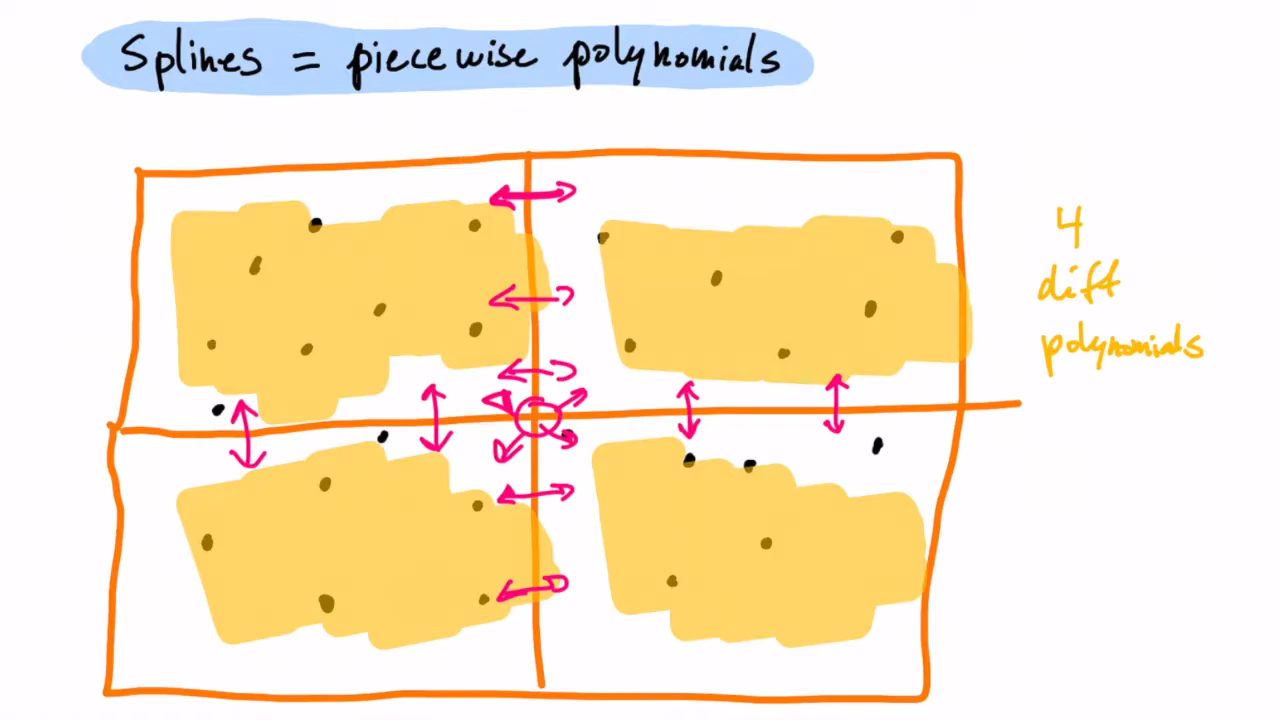 Splines = piecewise polynomials
4
diff
polynomials